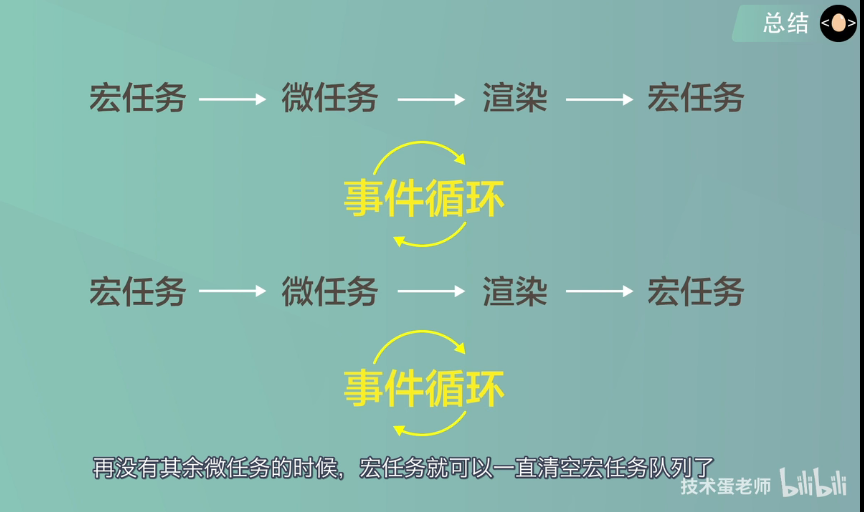 总结
< >
宏任务 微任务 渲染 宏任务
事件循环
宏任务 微任务 渲染 宏任务
事件循环
再没有其余微任务的时候，宏任务就可以一直清空宏任务队列了
技术蛋老师 bilibili